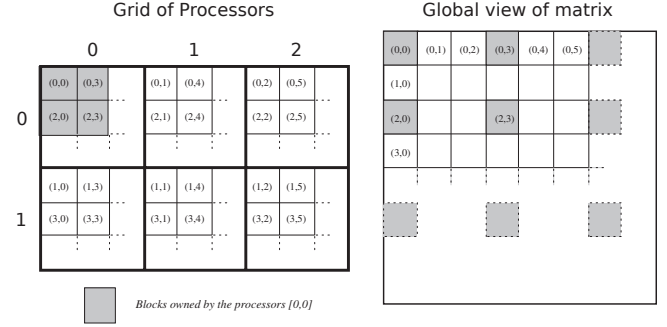 Grid of Processors
0 1 2
0
(0,0) (0,3) (0,1) (0,4) (0,2) (0,5)
(2,0) (2,3) (2,1) (2,4) (2,2) (2,5)
1
(1,0) (1,3) (1,1) (1,4) (1,2) (1,5)
(3,0) (3,3) (3,1) (3,4) (3,2) (3,5)
Blocks owned by the processors [0,0]
Global view of matrix
(0,0) (0,1) (0,2) (0,3) (0,4) (0,5)
(1,0)
(2,0) (2,3)
(3,0)